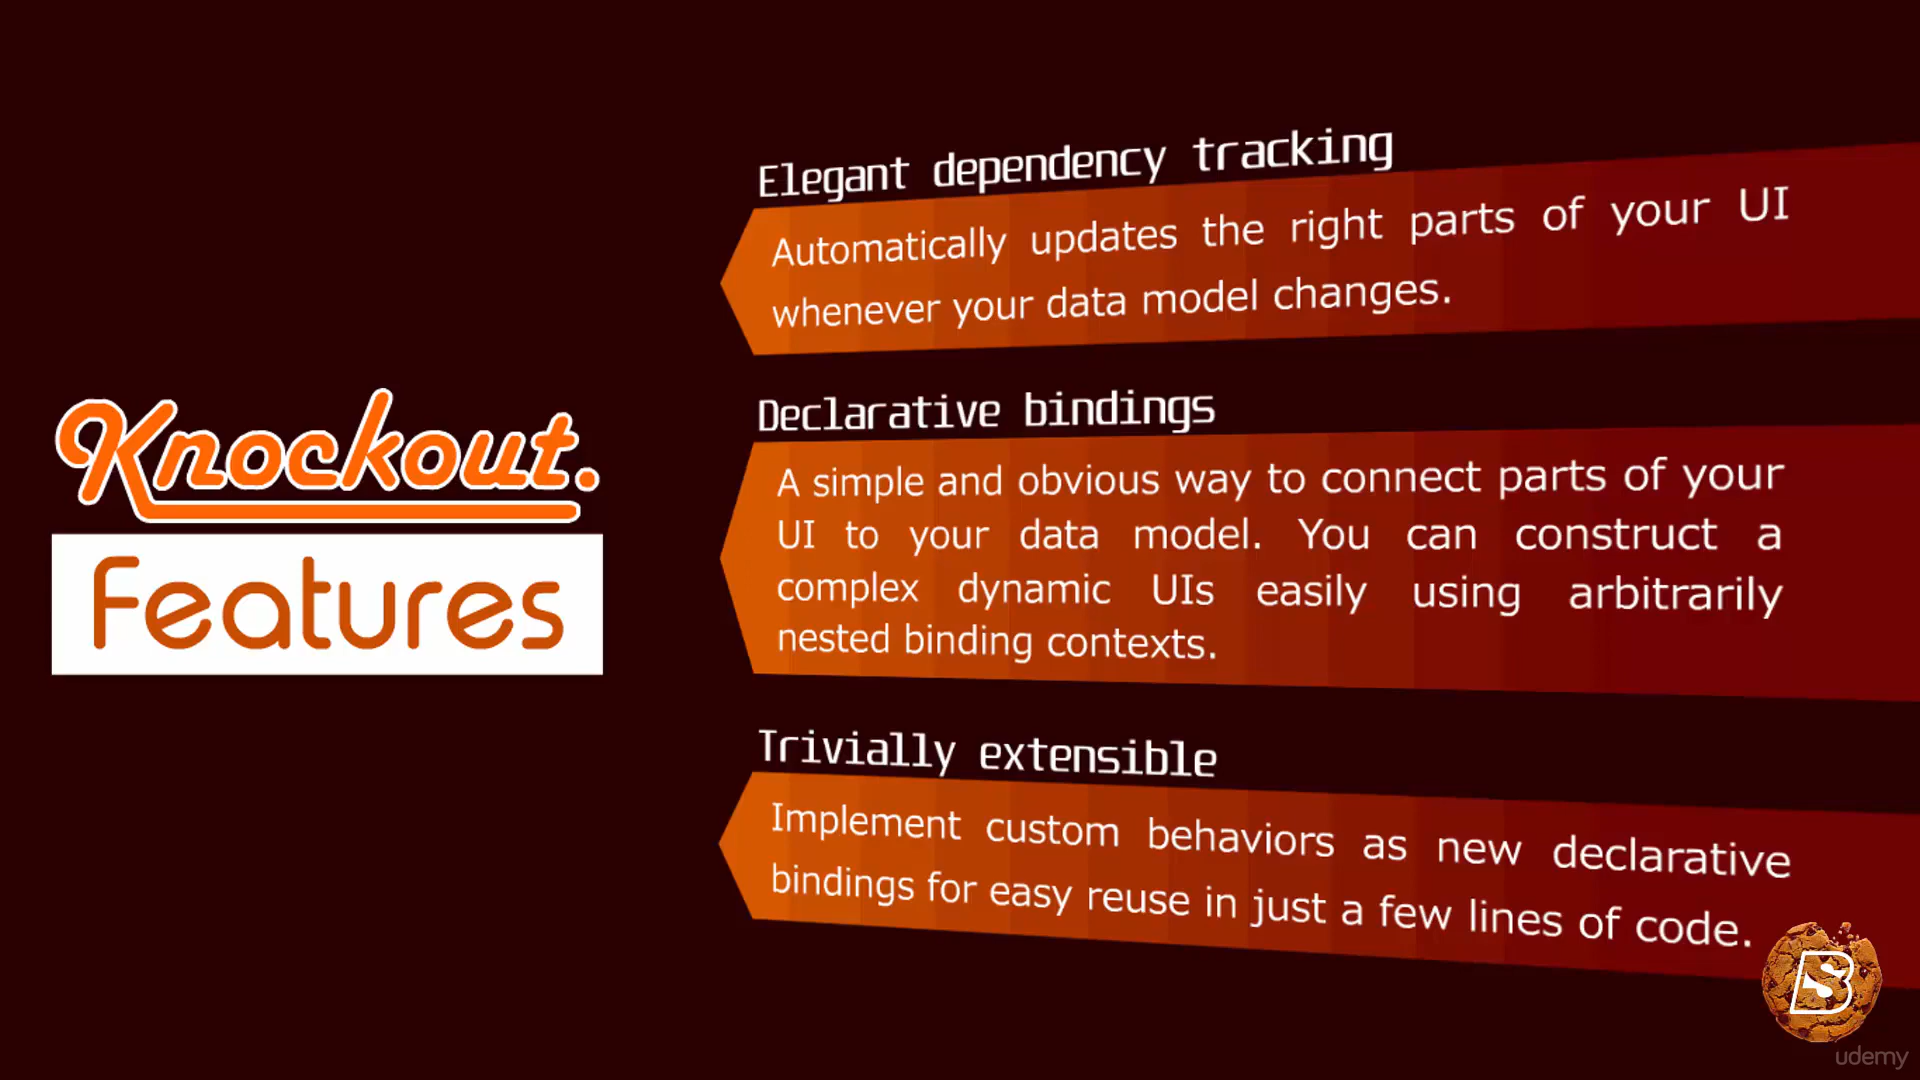 Knockout.
Features
Elegant dependency tracking
Automatically updates the right parts of your UI
whenever your data model changes.
Declarative bindings
A simple and obvious way to connect parts of your
UI to your data model. You can construct a
complex dynamic UIs easily using arbitrarily
nested binding contexts.
Trivially extensible
Implement custom behaviors as new declarative
bindings for easy reuse in just a few lines of code.
B
udemy